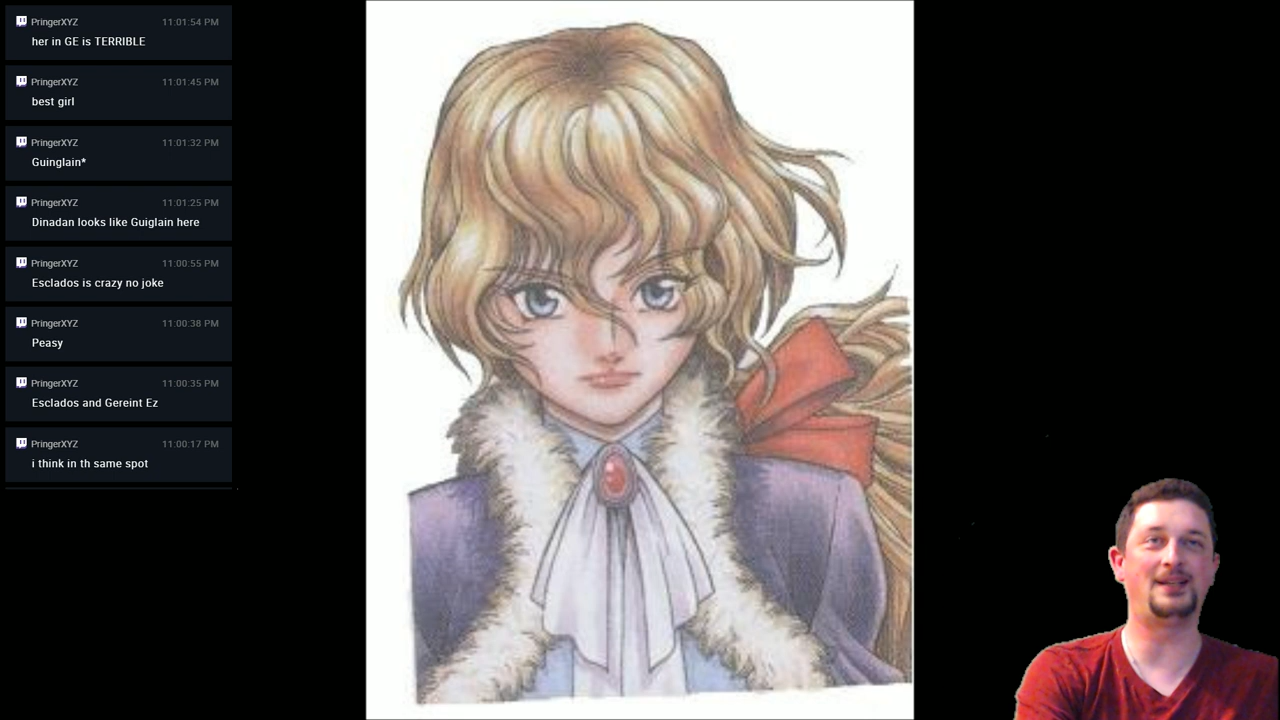 PringerXYZ 11:01:54 PM
her in GE is TERRIBLE
PringerXYZ 11:01:45 PM
best girl
PringerXYZ 11:01:32 PM
Guinglain*
PringerXYZ 11:01:25 PM
Dinadan looks like Guiglain here
PringerXYZ 11:00:55 PM
Esclados is crazy no joke
PringerXYZ 11:00:38 PM
Peasy
PringerXYZ 11:00:35 PM
Esclados and Gereint Ez
PringerXYZ 11:00:17 PM
i think in th same spot